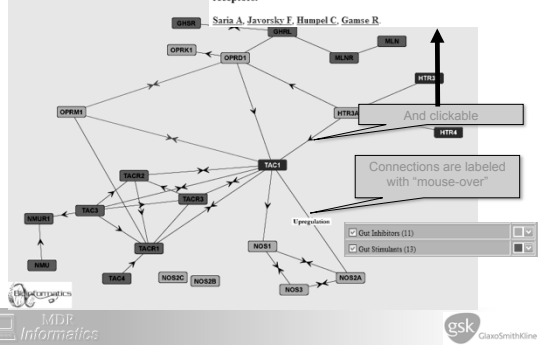 receptors.
Saria A, Javorsky F, Humpel C, Gamse R.
GHSR
GHRL
MLN
OPRK1
OPRD1
MLNR
HTR3
OPRM1
HTR3A
And clickable
HTR4
TAC1
Connections are labeled
with “mouse-over”
TACR2
TACR3
TAC3
NMUR1
Upregulation
TACR1
NOS1
Gut Inhibitors (11)
Gut Stimulants (13)
NMU
TAC4
NOS2C
NOS2B
NOS2A
NOS3
Bioinformatics
MDR
Informatics
gsk
GlaxoSmithKline